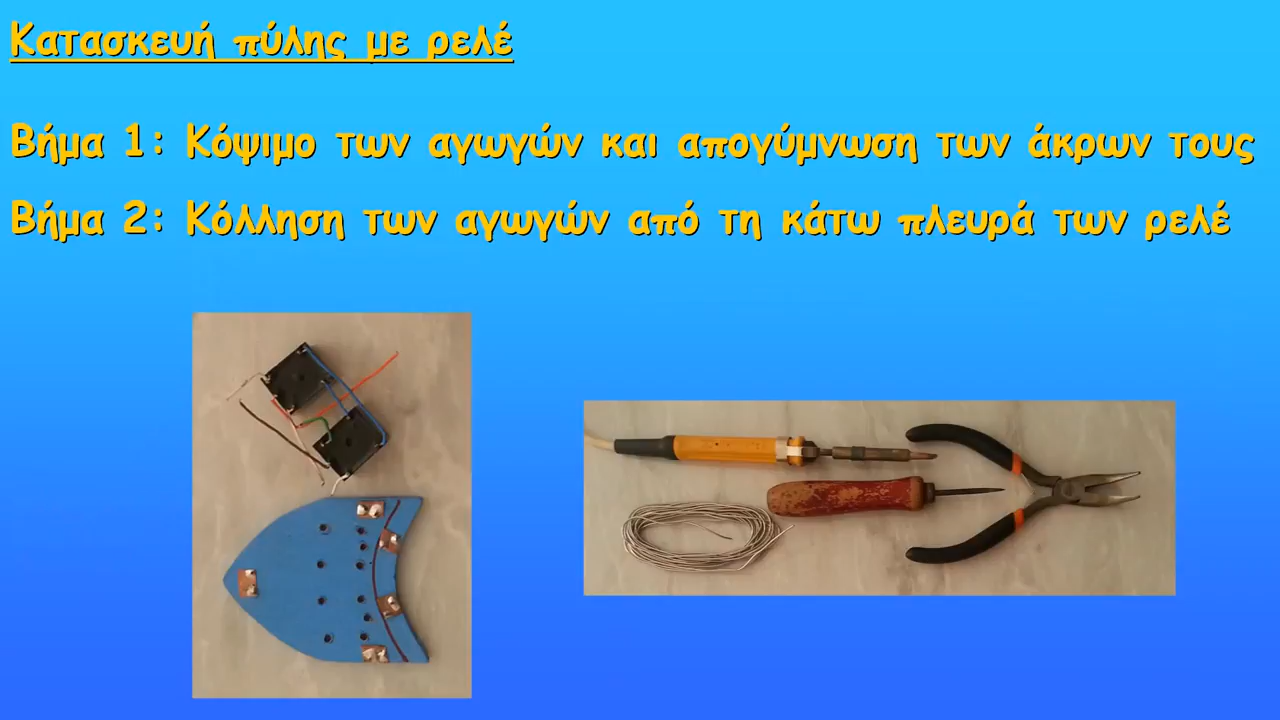 Κατασκευή πύλης με ρελέ
Βήμα 1: Κόψιμο των αγωγών και απογύμνωση των άκρων τους
Βήμα 2: Κόλληση των αγωγών από τη κάτω πλευρά των ρελέ